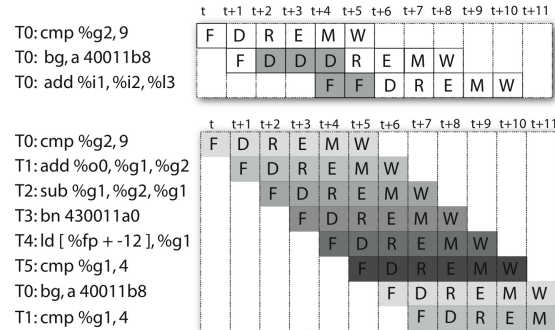 t t+1 t+2 t+3 t+4 t+5 t+6 t+7 t+8 t+9 t+10 t+11
T0: cmp %g2, 9 F D R E M W
T0: bg,a 40011b8 F D D D R E M W
T0: add %i1, %i2, %l3 F F D R E M W
t t+1 t+2 t+3 t+4 t+5 t+6 t+7 t+8 t+9 t+10 t+11
T0: cmp %g2, 9 F D R E M W
T1: add %o0, %g1, %g2 F D R E M W
T2: sub %g1, %g2, %g1 F D R E M W
T3: bn 430011a0 F D R E M W
T4: ld [ %fp + -12 ], %g1 F D R E M W
T5: cmp %g1, 4 F D R E M W
T0: bg,a 40011b8 F D R E M W
T1: cmp %g1, 4 F D R E M